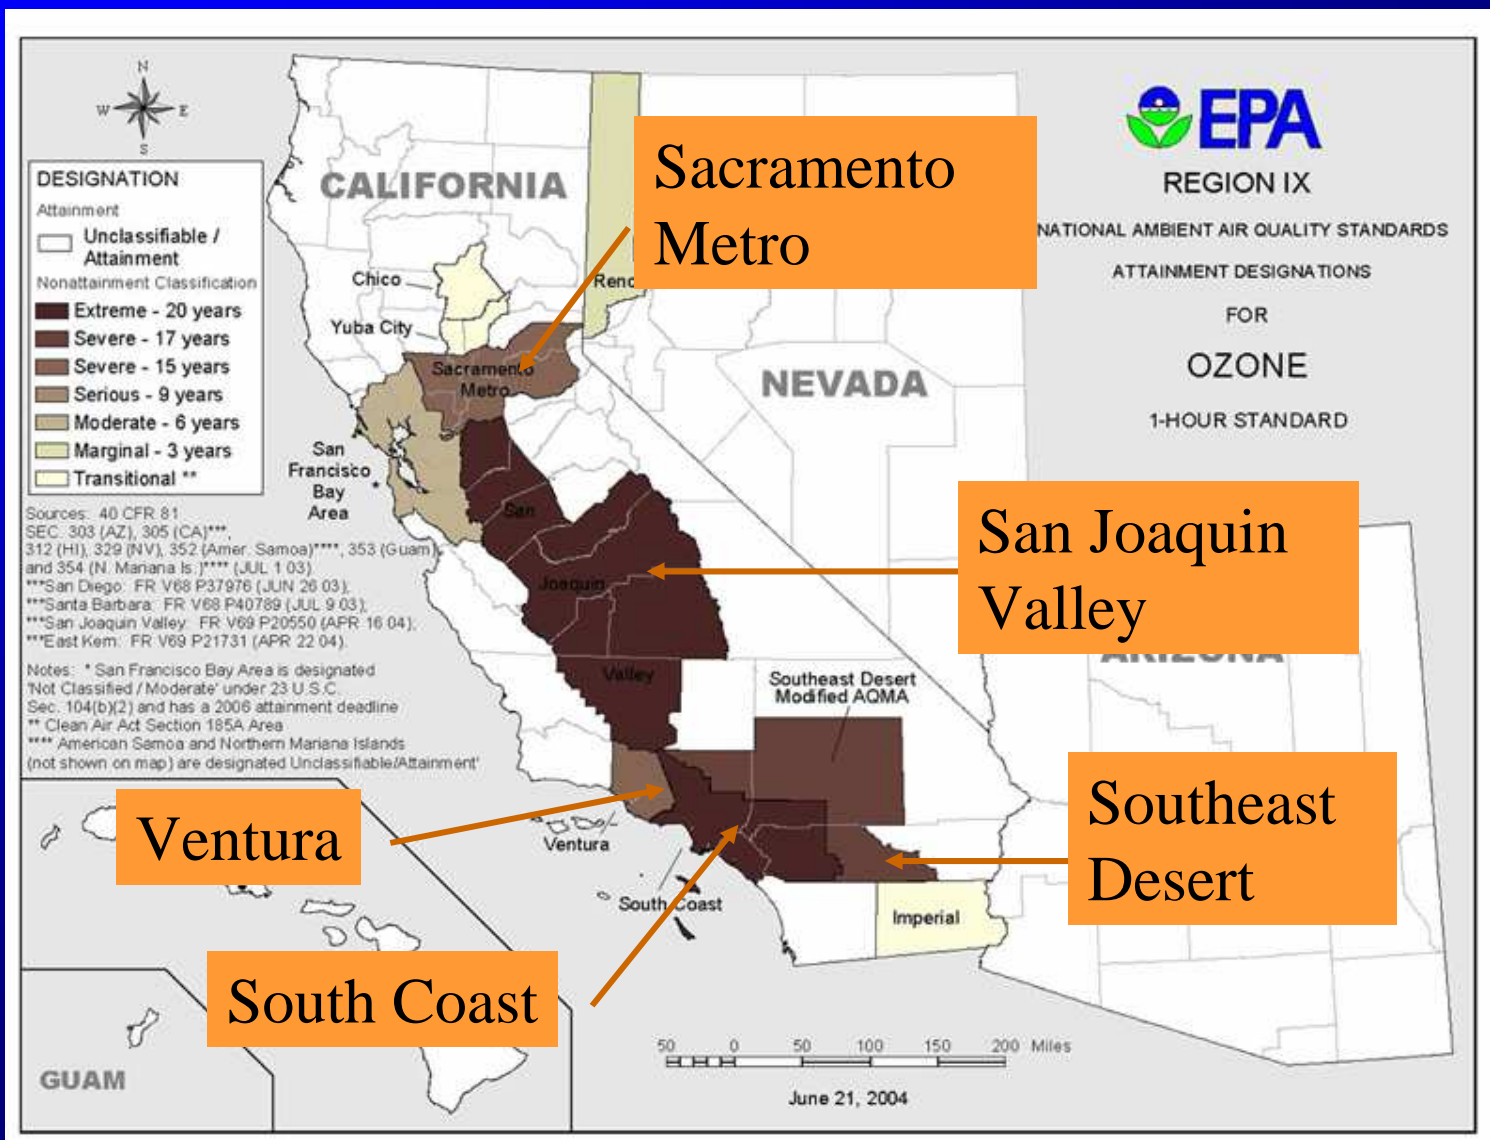 N
W E
S
EPA
REGION IX
NATIONAL AMBIENT AIR QUALITY STANDARDS
ATTAINMENT DESIGNATIONS
FOR
OZONE
1-HOUR STANDARD
DESIGNATION
Attainment
Unclassifiable /
Attainment
Nonattainment Classification
Extreme - 20 years
Severe - 17 years
Severe - 15 years
Serious - 9 years
Moderate - 6 years
Marginal - 3 years
Transitional **
Sources: 40 CFR 81
SEC. 303 (AZ), 305 (CA)***,
312 (HI), 329 (NV), 352 (Amer. Samoa)****, 353 (Guam),
and 354 (N. Mariana Is.)**** (JUL 1 03)
***San Diego: FR V68 P37976 (JUN 26 03);
***Santa Barbara: FR V68 P40789 (JUL 9 03);
***San Joaquin Valley: FR V69 P20550 (APR 16 04);
***East Kern: FR V69 P21731 (APR 22 04).
Notes: * San Francisco Bay Area is designated
'Not Classified / Moderate' under 23 U.S.C.
Sec. 104(b)(2) and has a 2006 attainment deadline
** Clean Air Act Section 185A Area
**** American Samoa and Northern Mariana Islands
(not shown on map) are designated Unclassifiable/Attainment'
CALIFORNIA
NEVADA
ARIZONA
Sacramento
Metro
Reno
Chico
Yuba City
Sacramento
Metro
San
Francisco
Bay
Area
*
San
Joaquin
Valley
San Joaquin
Valley
Southeast Desert
Modified AQMA
Southeast
Desert
Ventura
Ventura
South Coast
South Coast
Imperial
GUAM
50 0 50 100 150 200 Miles
June 21, 2004